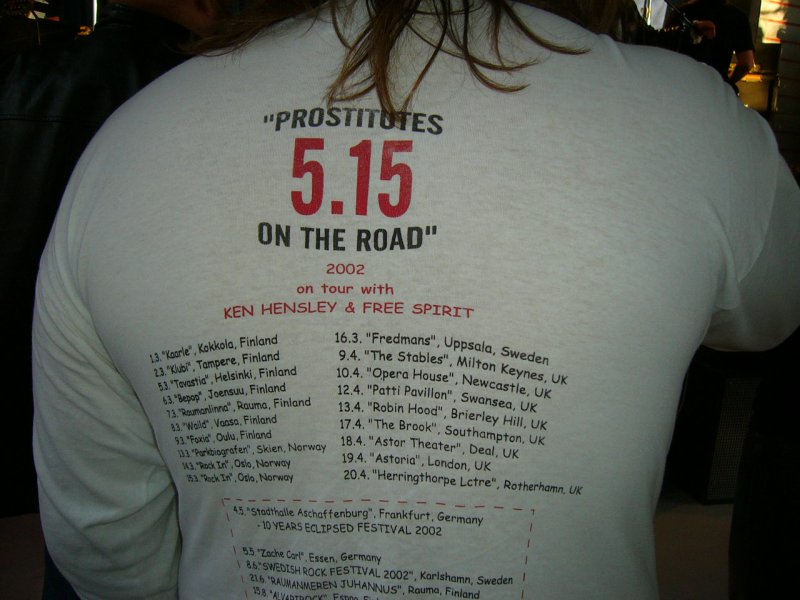 "PROSTITUTES
5.15
ON THE ROAD"
2002
on tour with
KEN HENSLEY & FREE SPIRIT
1.3. "Kaarle", Kokkola, Finland
2.3. "Klubi", Tampere, Finland
5.3. "Tavastia", Helsinki, Finland
6.3. "Bepop", Joensuu, Finland
7.3. "Raumanlinna", Rauma, Finland
8.3. "Walld", Vaasa, Finland
9.3. "Foxia", Oulu, Finland
13.3. "Parkbiografen", Skien, Norway
14.3. "Rock In", Oslo, Norway
15.3. "Rock In", Oslo, Norway
16.3. "Fredmans", Uppsala, Sweden
9.4. "The Stables", Milton Keynes, UK
10.4. "Opera House", Newcastle, UK
12.4. "Patti Pavillon", Swansea, UK
13.4. "Robin Hood", Brierley Hill, UK
17.4. "The Brook", Southampton, UK
18.4. "Astor Theater", Deal, UK
19.4. "Astoria", London, UK
20.4. "Herringthorpe Lctre", Rotherhamn, UK
4.5. "Stadthalle Aschaffenburg", Frankfurt, Germany
- 10 YEARS ECLIPSED FESTIVAL 2002
5.5. "Zache Carl", Essen, Germany
8.6. "SWEDISH ROCK FESTIVAL 2002", Karlshamn, Sweden
21.6. "RAUMANMEREN JUHANNUS", Rauma, Finland
15.8. "ALVARTROCK", Espoo,